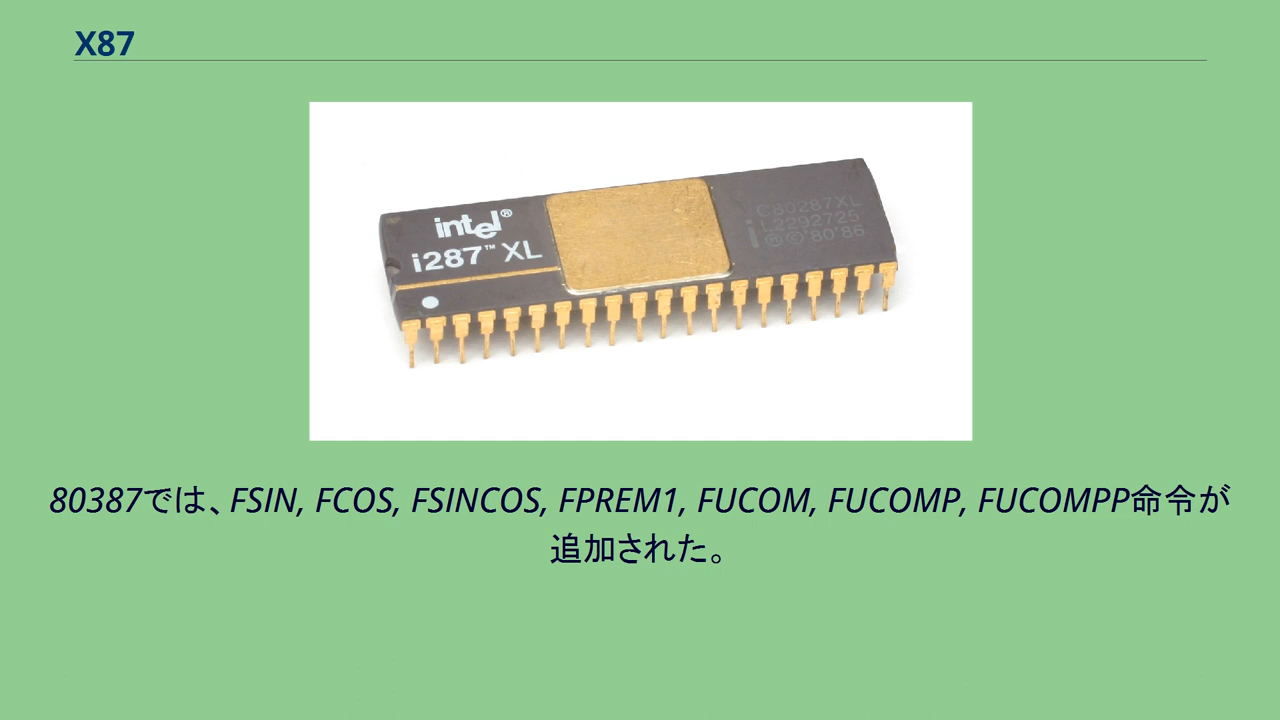 X87
intel®
i287™ XL
C80287XL
L2292725
ⓂⒸ'80'86
80387では、FSIN, FCOS, FSINCOS, FPREM1, FUCOM, FUCOMP, FUCOMPP命令が
追加された。